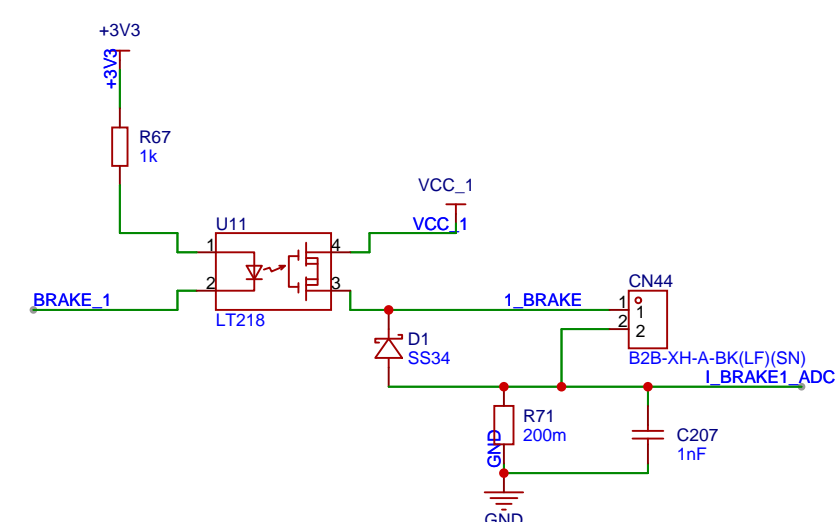 +3V3
+3V3
R67
1k
VCC_1
VCC_1
U11
1
4
2
3
LT218
BRAKE_1
1_BRAKE
CN44
1
1
2
2
B2B-XH-A-BK(LF)(SN)
D1
SS34
I_BRAKE1_ADC
R71
200m
GND
C207
1nF
GND